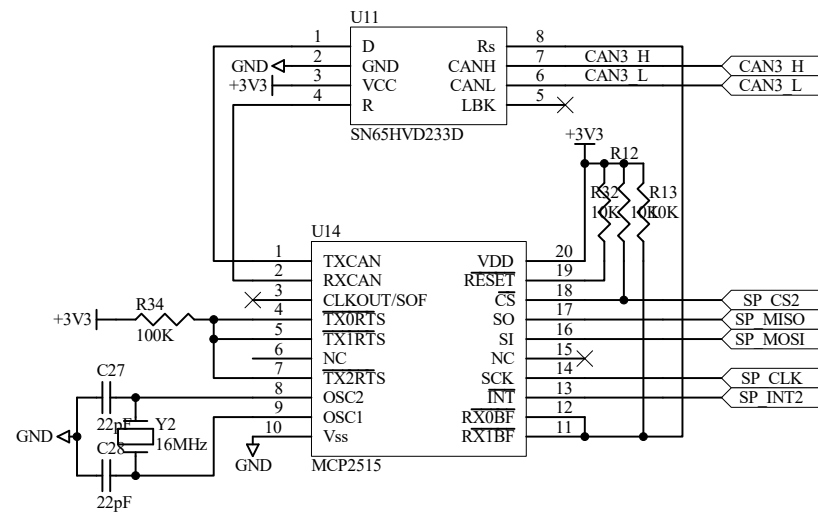 U11
1 D Rs 8
GND 2 GND CANH 7 CAN3_H CAN3_H
+3V3 3 VCC CANL 6 CAN3_L CAN3_L
4 R LBK 5
SN65HVD233D
+3V3
R12
R32 R13
10K 10K 10K
U14
1 TXCAN VDD 20
2 RXCAN RESET 19
3 CLKOUT/SOF CS 18 SP_CS2
+3V3 R34 4 TX0RTS SO 17 SP_MISO
100K 5 TX1RTS SI 16 SP_MOSI
6 NC NC 15
7 TX2RTS SCK 14 SP_CLK
C27 8 OSC2 INT 13 SP_INT2
22pF Y2 9 OSC1 RX0BF 12
GND 16MHz 10 Vss RX1BF 11
C28 GND
22pF
MCP2515